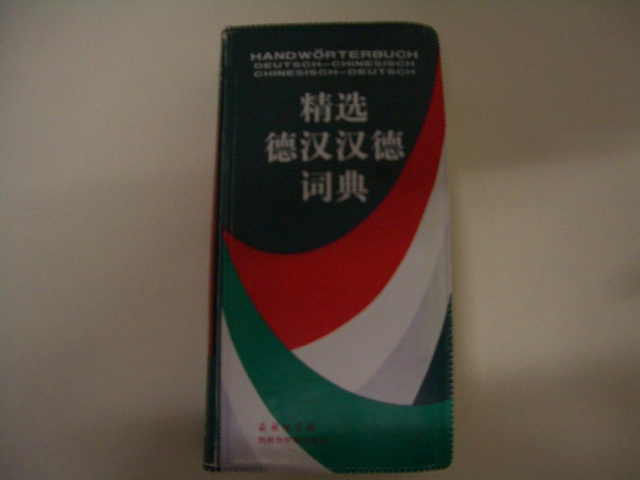 HANDWÖRTERBUCH
DEUTSCH-CHINESISCH
CHINESISCH-DEUTSCH
精选
德汉汉德
词典